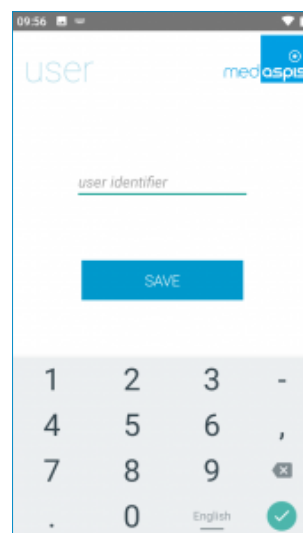 09:56
user
medaspis
user identifier
SAVE
1 2 3 -
4 5 6 ,
7 8 9
. 0 English